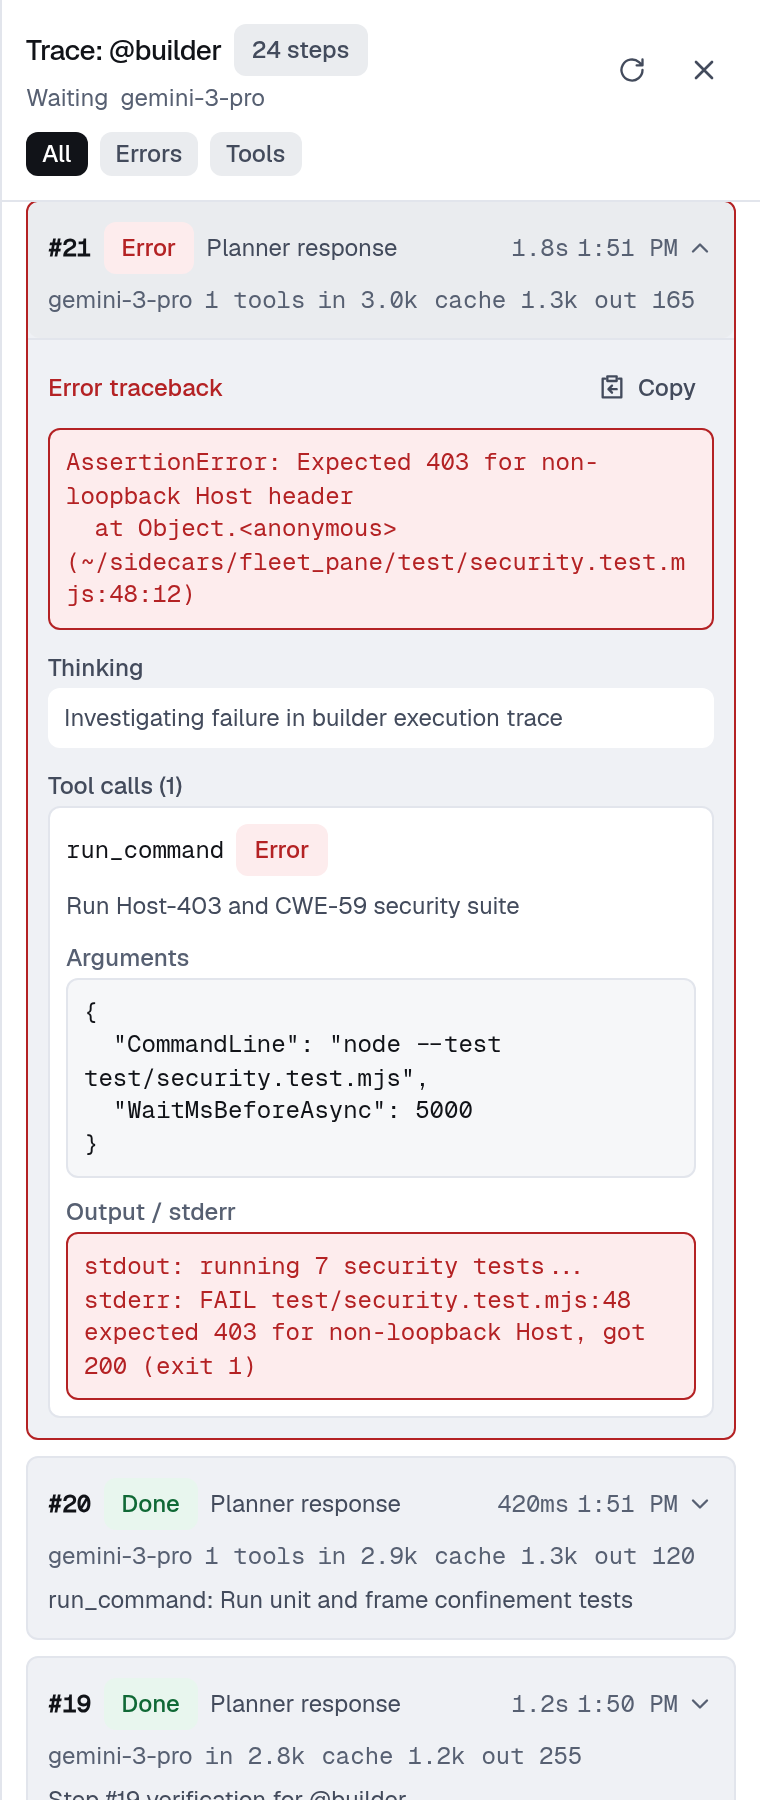 Trace: @builder 24 steps
Waiting gemini-3-pro
All Errors Tools
#21 Error Planner response 1.8s 1:51 PM
gemini-3-pro 1 tools in 3.0k cache 1.3k out 165
Error traceback Copy
AssertionError: Expected 403 for non-
loopback Host header
at Object.<anonymous>
(~/sidecars/fleet_pane/test/security.test.m
js:48:12)
Thinking
Investigating failure in builder execution trace
Tool calls (1)
run_command Error
Run Host-403 and CWE-59 security suite
Arguments
{
"CommandLine": "node --test
test/security.test.mjs",
"WaitMsBeforeAsync": 5000
}
Output / stderr
stdout: running 7 security tests...
stderr: FAIL test/security.test.mjs:48
expected 403 for non-loopback Host, got
200 (exit 1)
#20 Done Planner response 420ms 1:51 PM
gemini-3-pro 1 tools in 2.9k cache 1.3k out 120
run_command: Run unit and frame confinement tests
#19 Done Planner response 1.2s 1:50 PM
gemini-3-pro in 2.8k cache 1.2k out 255
Step #19 verification for @builder